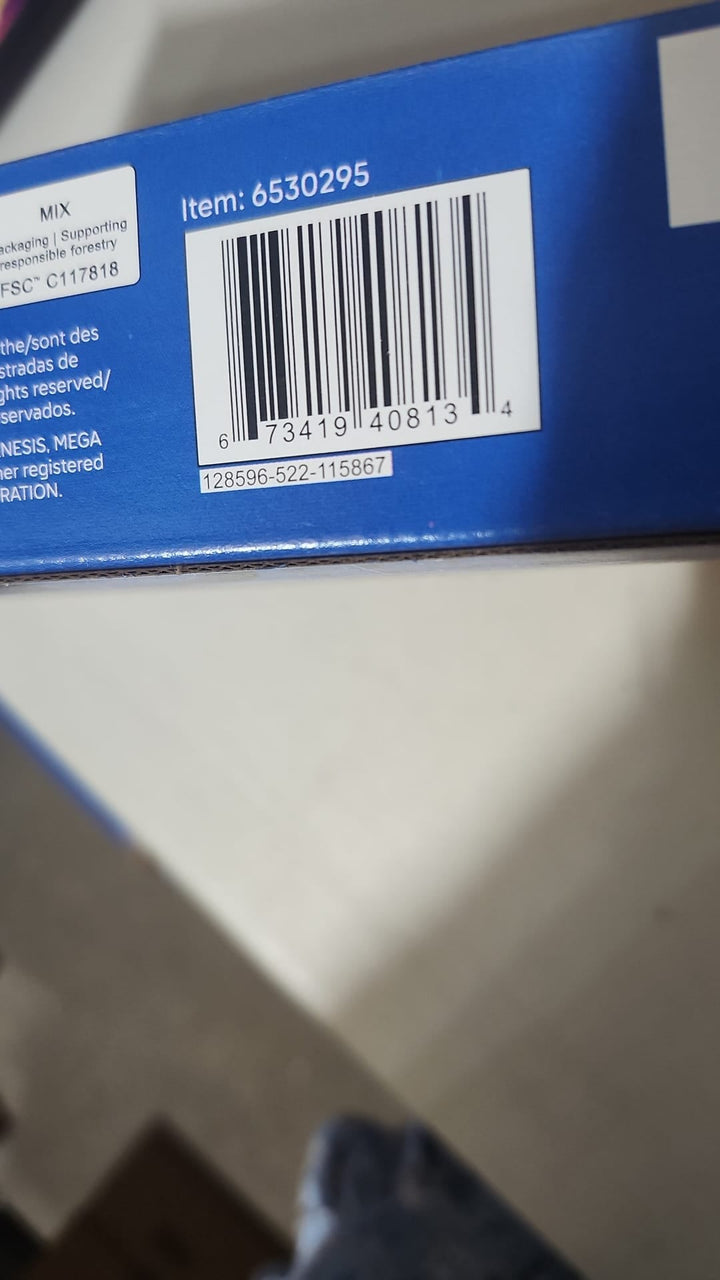 MIX
ackaging | Supporting
responsible forestry
FSC™ C117818
the/sont des
stradas de
ghts reserved/
servados.
NESIS, MEGA
her registered
RATION.
Item: 6530295
6 73419 40813 4
128596-522-115867